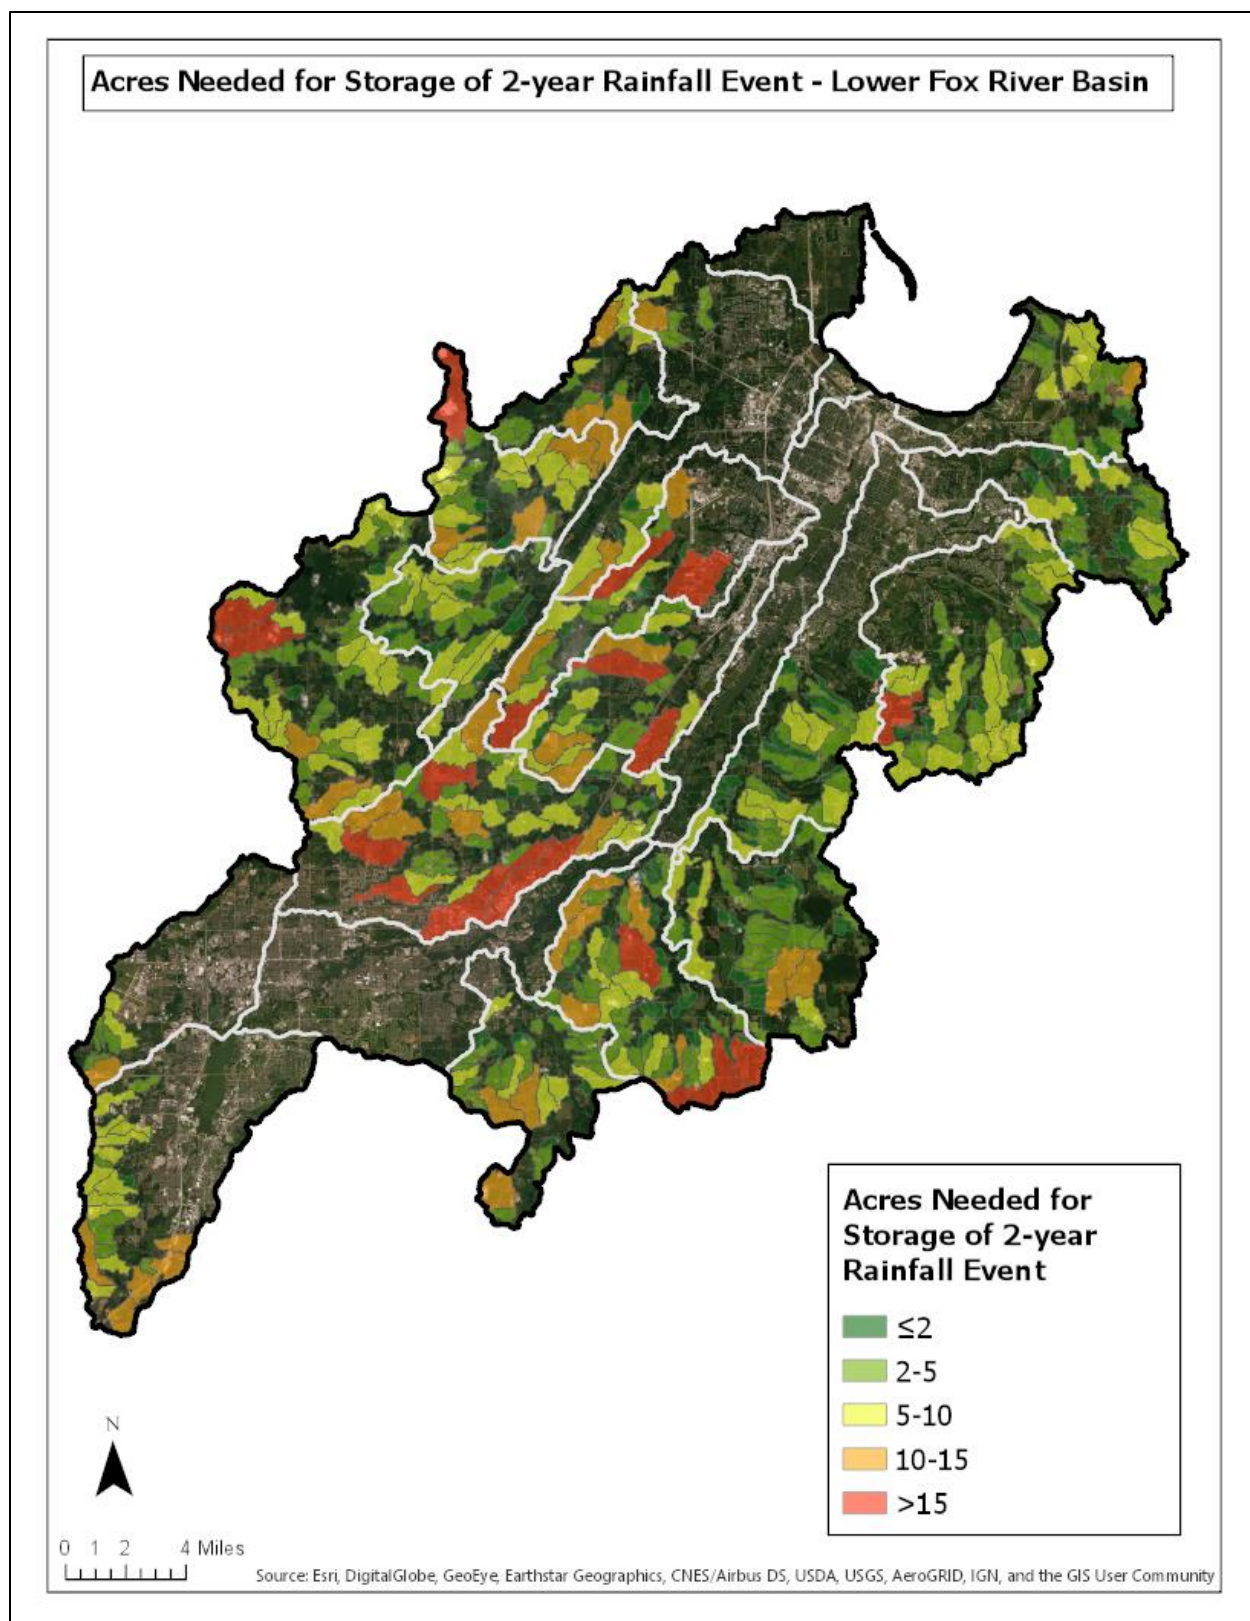 Acres Needed for Storage of 2-year Rainfall Event - Lower Fox River Basin
Acres Needed for
Storage of 2-year
Rainfall Event
≤2
2-5
5-10
10-15
>15
N
0 1 2 4 Miles
Source: Esri, DigitalGlobe, GeoEye, Earthstar Geographics, CNES/Airbus DS, USDA, USGS, AeroGRID, IGN, and the GIS User Community